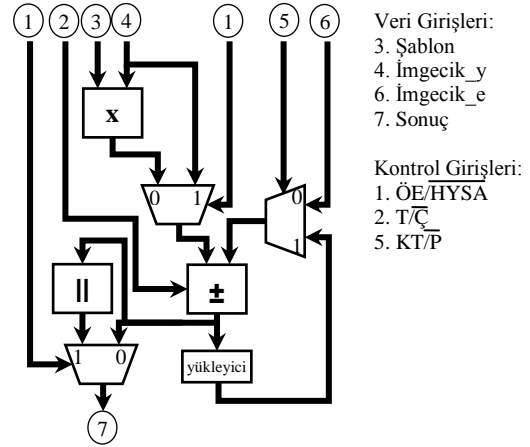 1 2 3 4 1 5 6
Veri Girişleri:
3. Şablon
4. İmgecik_y
6. İmgecik_e
7. Sonuç
Kontrol Girişleri:
1. ÖE/H̅Y̅S̅A̅
2. T/Ç̅
5. KT/P̅
x
0 1
0
1
||
±
1 0
yükleyici
7